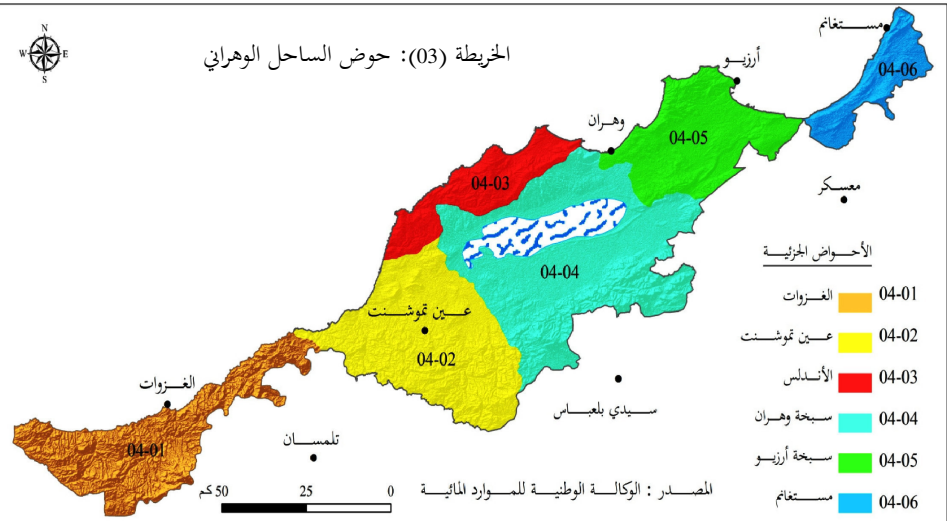 الخريطة (03): حوض الساحل الوهراني
N
W E
S
مستغانم
04-06
أرزيو
04-05
وهران
04-03
معسكر
04-04
عين تموشنت
04-02
سيدي بلعباس
الغزوات
04-01
تلمسان
الأحواض الجزئية
الغزوات 04-01
عين تموشنت 04-02
الأندلس 04-03
سبخة وهران 04-04
سبخة أرزيو 04-05
مستغانم 04-06
المصدر : الوكالة الوطنية للموارد المائية
0 25 50 كم